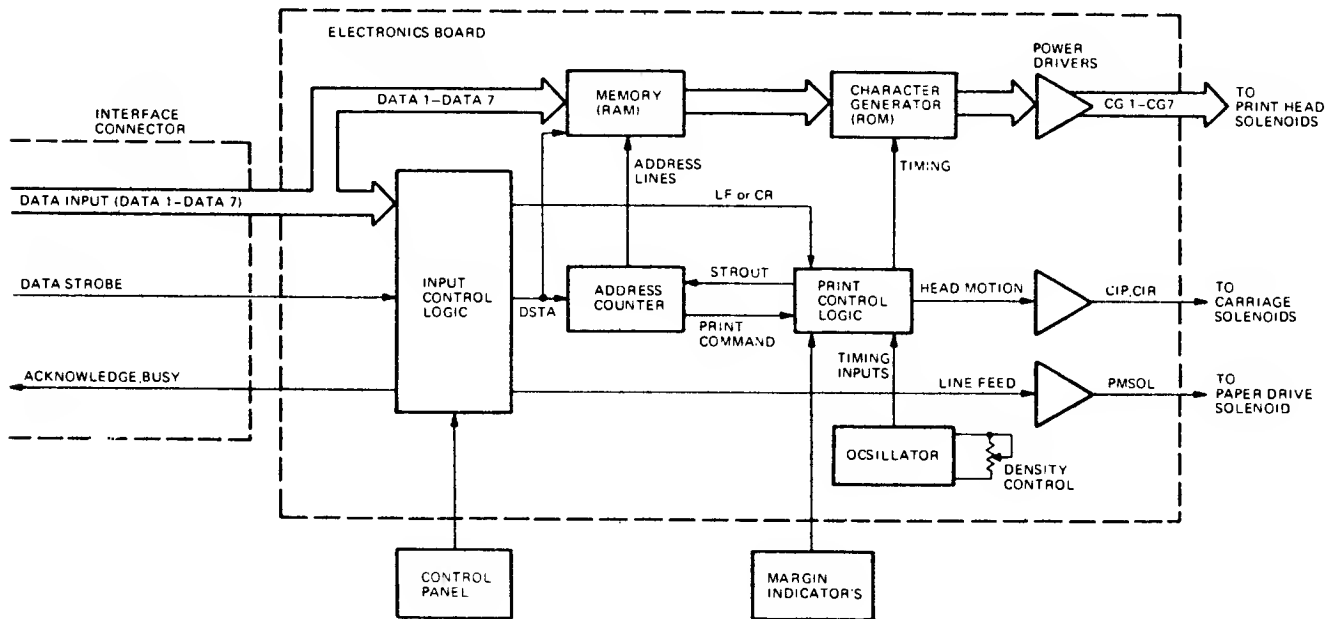 ELECTRONICS BOARD
POWER
DRIVERS
DATA 1–DATA 7
MEMORY
(RAM)
CHARACTER
GENERATOR
(ROM)
CG 1–CG7
TO
PRINT HEAD
SOLENOIDS
INTERFACE
CONNECTOR
ADDRESS
LINES
TIMING
DATA INPUT (DATA 1–DATA 7)
LF or CR
DATA STROBE
INPUT
CONTROL
LOGIC
DSTA
ADDRESS
COUNTER
STROUT
PRINT
COMMAND
PRINT
CONTROL
LOGIC
HEAD MOTION
CIP,CIR
TO
CARRIAGE
SOLENOIDS
TIMING
INPUTS
ACKNOWLEDGE,BUSY
LINE FEED
PMSOL
TO
PAPER DRIVE
SOLENOID
OCSILLATOR
DENSITY
CONTROL
CONTROL
PANEL
MARGIN
INDICATOR'S